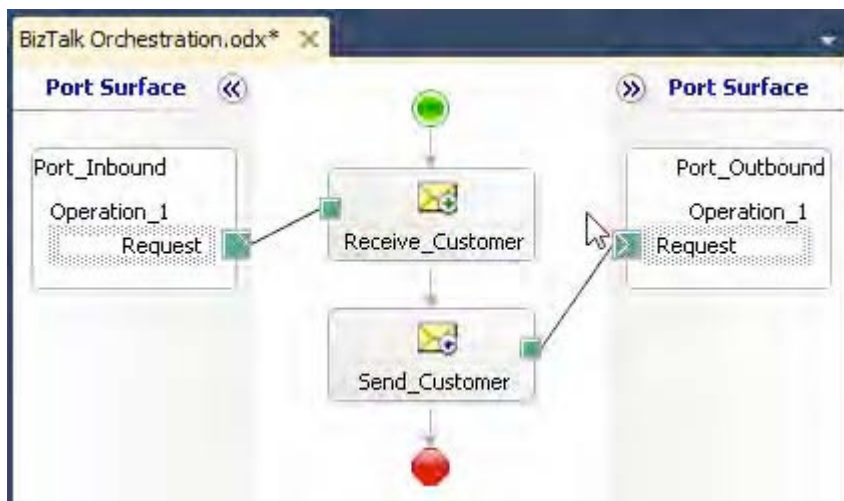 BizTalk Orchestration.odx*
Port Surface
Port Surface
Port_Inbound
Operation_1
Request
Receive_Customer
Send_Customer
Port_Outbound
Operation_1
Request